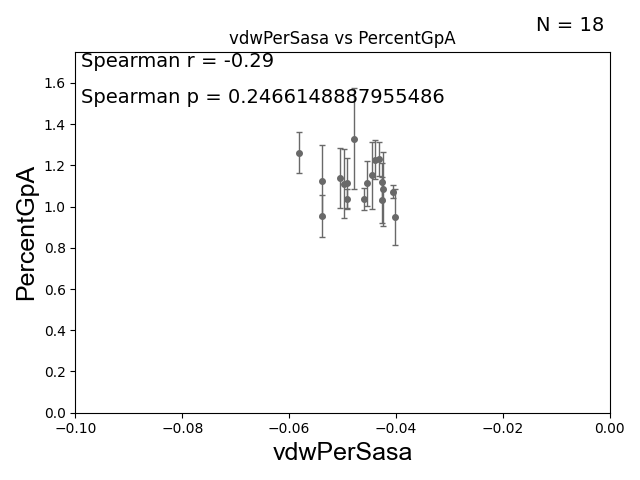 N = 18
vdwPerSasa vs PercentGpA
Spearman r = -0.29
Spearman p = 0.2466148887955486
PercentGpA
1.6
1.4
1.2
1.0
0.8
0.6
0.4
0.2
0.0
−0.10
−0.08
−0.06
−0.04
−0.02
0.00
vdwPerSasa